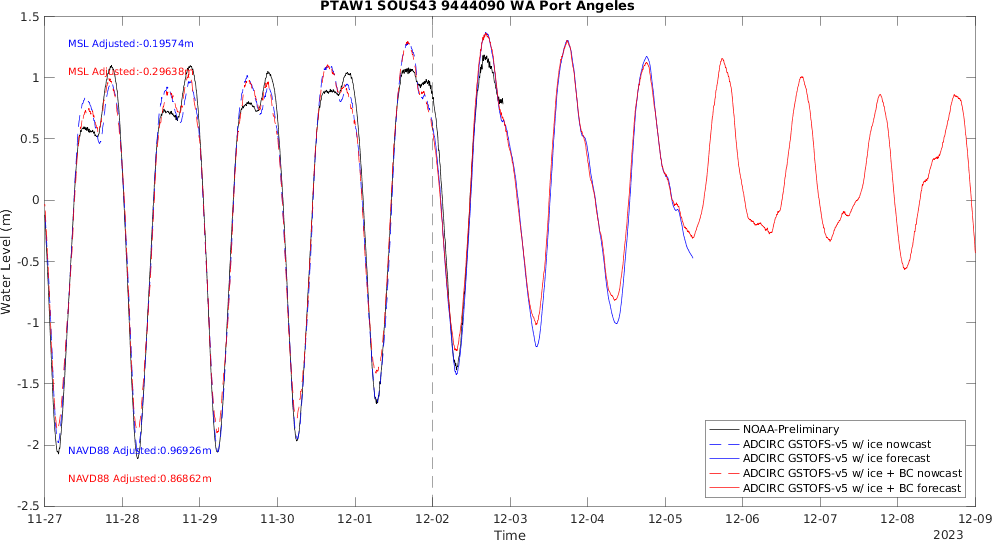 PTAW1 SOUS43 9444090 WA Port Angeles
1.5
1
0.5
0
-0.5
-1
-1.5
-2
-2.5
Water Level (m)
MSL Adjusted:-0.19574m
MSL Adjusted:-0.29638m
NAVD88 Adjusted:0.96926m
NAVD88 Adjusted:0.86862m
NOAA-Preliminary
ADCIRC GSTOFS-v5 w/ ice nowcast
ADCIRC GSTOFS-v5 w/ ice forecast
ADCIRC GSTOFS-v5 w/ ice + BC nowcast
ADCIRC GSTOFS-v5 w/ ice + BC forecast
11-27 11-28 11-29 11-30 12-01 12-02 12-03 12-04 12-05 12-06 12-07 12-08 12-09
Time
2023